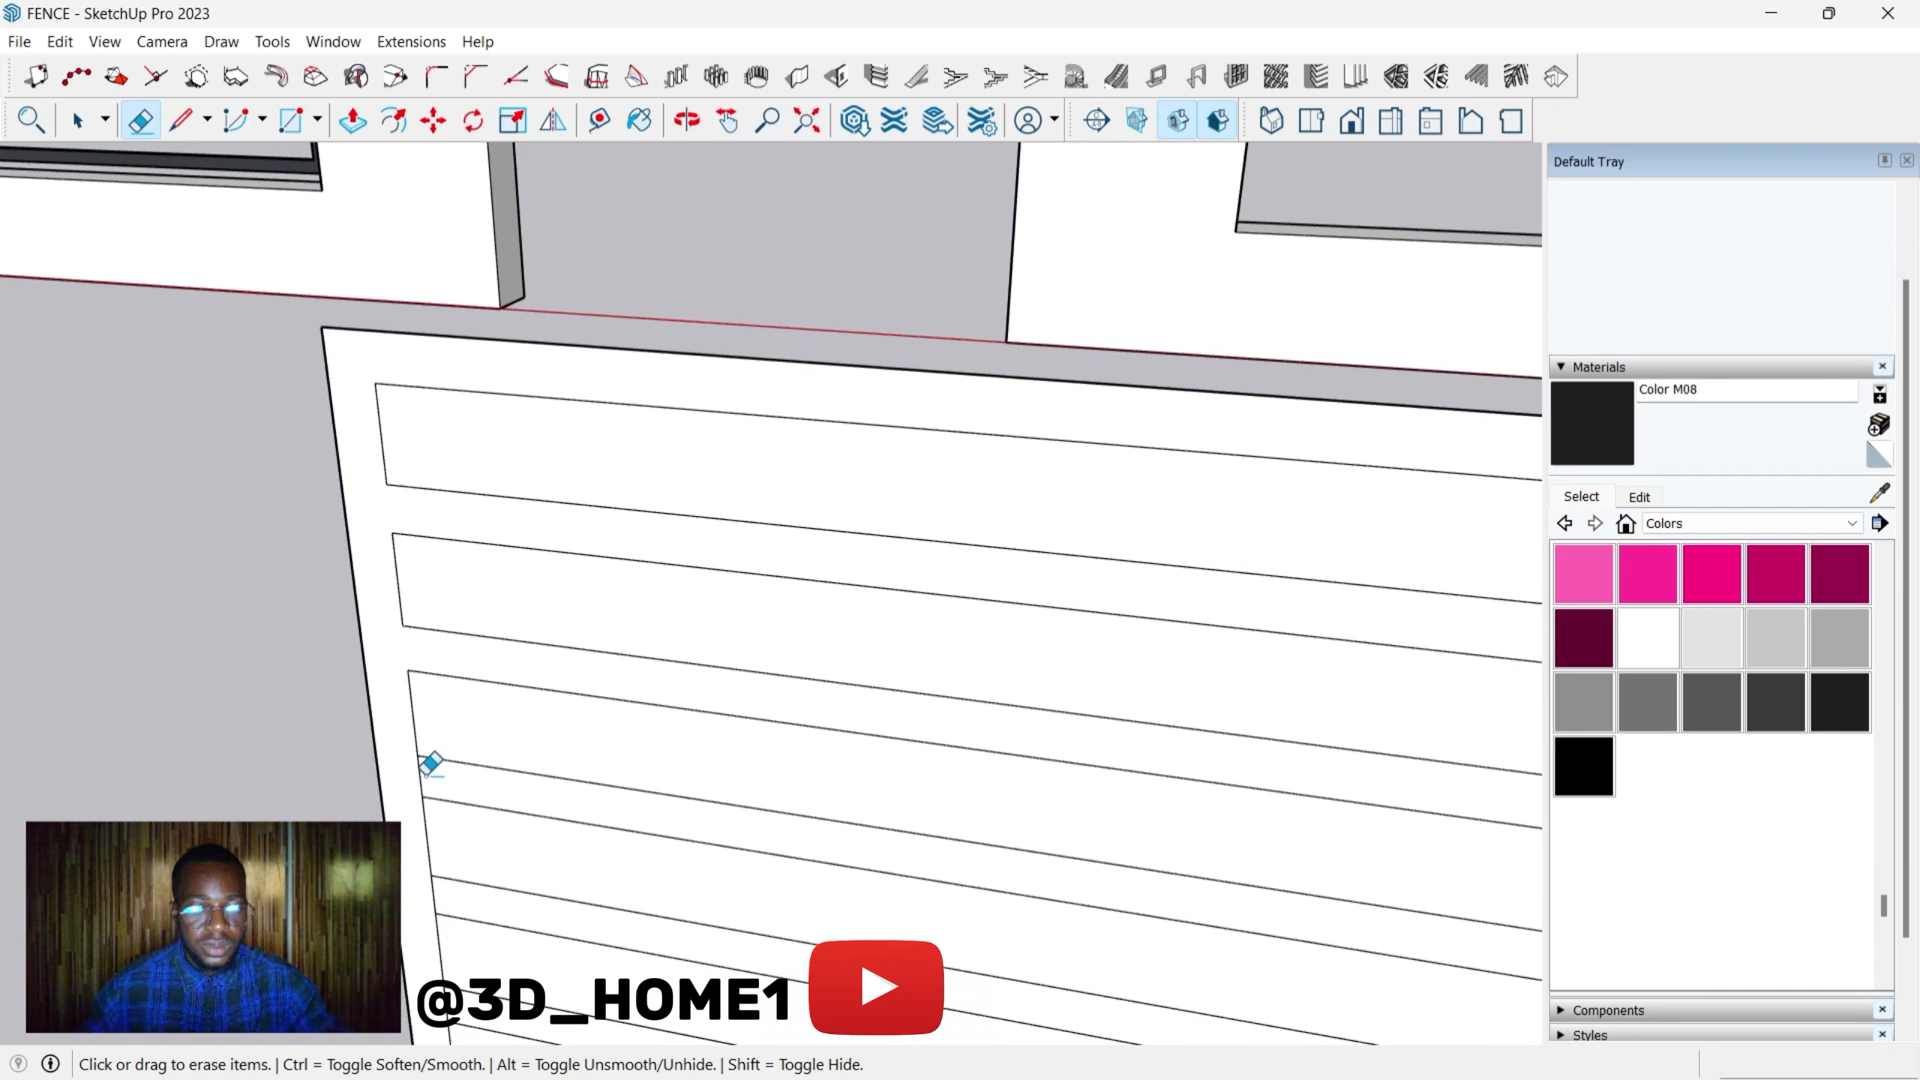 FENCE - SketchUp Pro 2023
File Edit View Camera Draw Tools Window Extensions Help
Default Tray
Materials
Color M08
Select Edit
Colors
@3D_HOME1
Components
Styles
Click or drag to erase items. | Ctrl = Toggle Soften/Smooth. | Alt = Toggle Unsmooth/Unhide. | Shift = Toggle Hide.